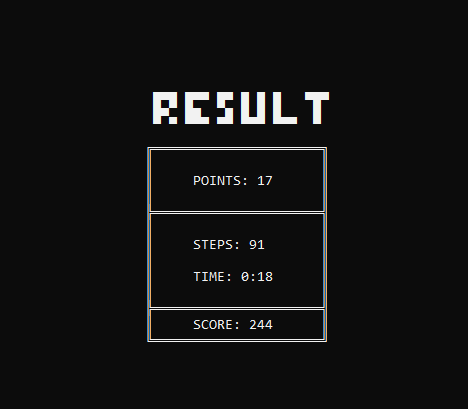 RESULT
POINTS: 17
STEPS: 91
TIME: 0:18
SCORE: 244